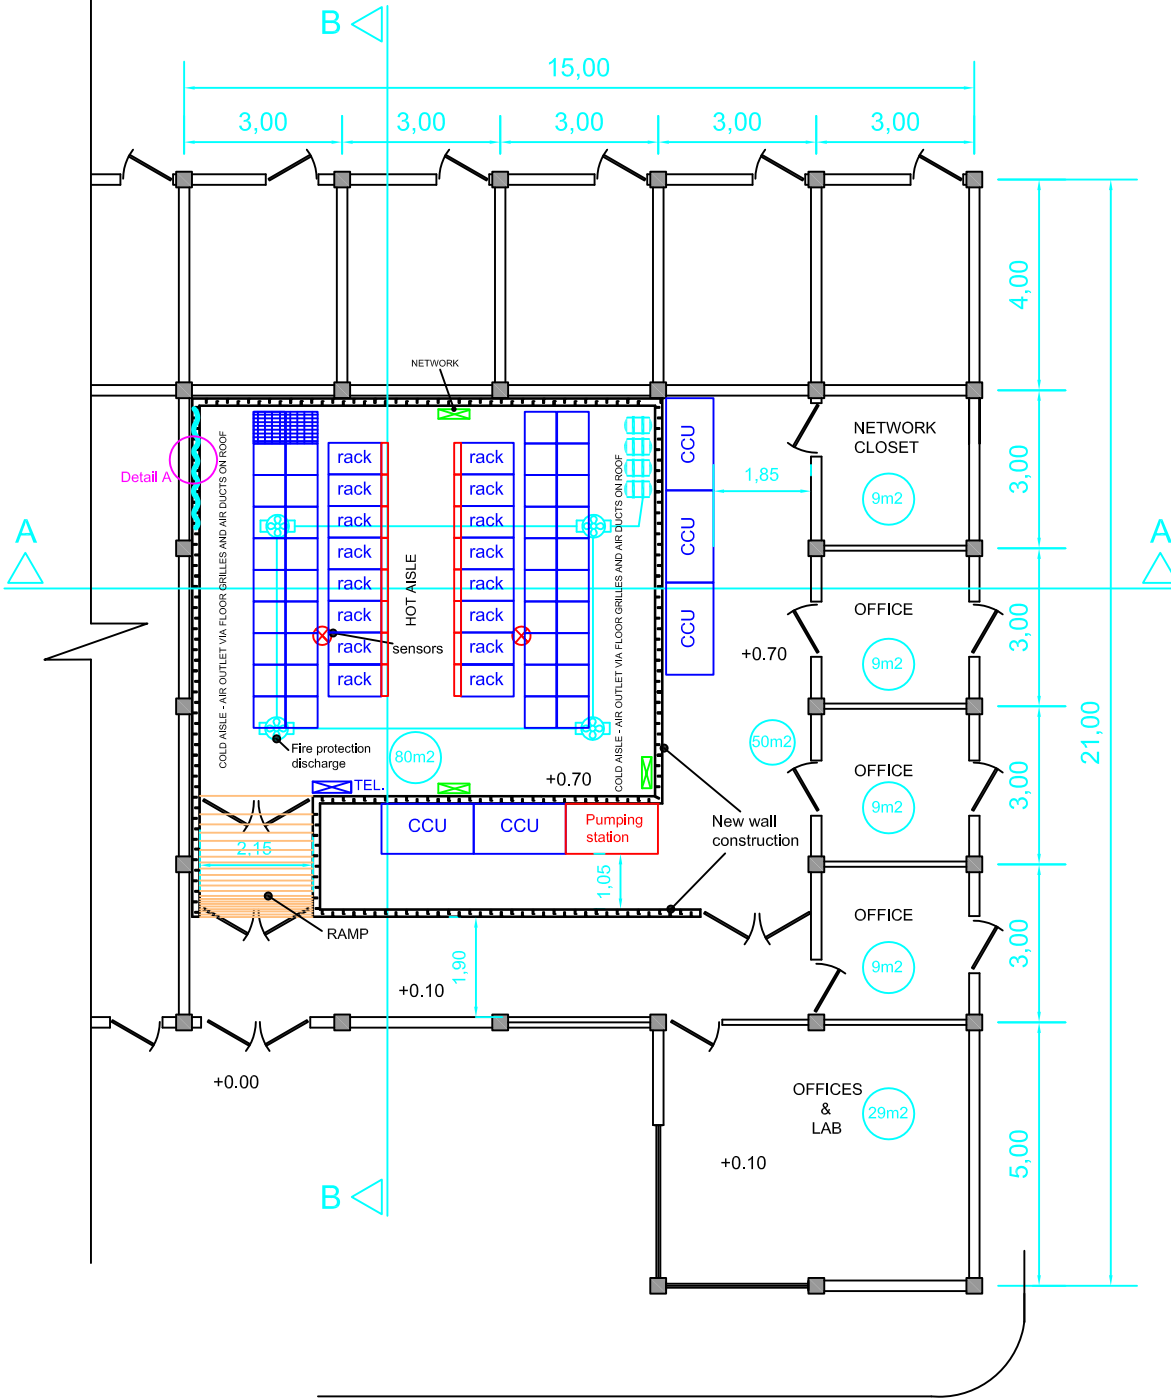 B
15,00
3,00
3,00
3,00
3,00
3,00
4,00
NETWORK
NETWORK
CLOSET
9m2
3,00
Detail A
COLD AISLE - AIR OUTLET VIA FLOOR GRILLES AND AIR DUCTS ON ROOF
rack
rack
rack
rack
rack
rack
rack
rack
HOT AISLE
rack
rack
rack
rack
rack
rack
rack
rack
COLD AISLE - AIR OUTLET VIA FLOOR GRILLES AND AIR DUCTS ON ROOF
CCU
CCU
CCU
1,85
A
A
OFFICE
9m2
3,00
sensors
+0.70
21,00
Fire protection
discharge
80m2
50m2
OFFICE
9m2
3,00
+0.70
TEL.
CCU
CCU
Pumping
station
New wall
construction
2,15
1,05
RAMP
OFFICE
9m2
3,00
1,90
+0.10
+0.00
OFFICES
&
LAB
29m2
5,00
+0.10
B